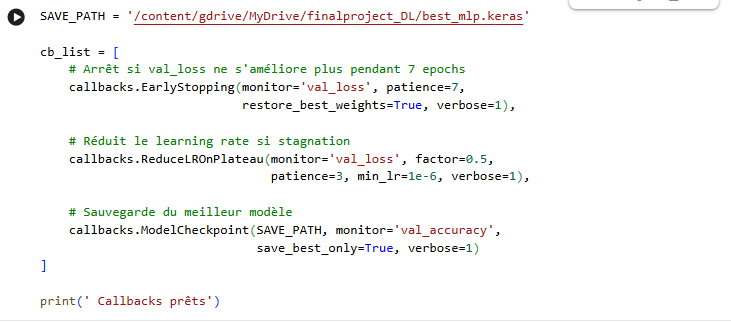 SAVE_PATH = '/content/gdrive/MyDrive/finalproject_DL/best_mlp.keras'
cb_list = [
# Arrêt si val_loss ne s'améliore plus pendant 7 epochs
callbacks.EarlyStopping(monitor='val_loss', patience=7,
restore_best_weights=True, verbose=1),
# Réduit le learning rate si stagnation
callbacks.ReduceLROnPlateau(monitor='val_loss', factor=0.5,
patience=3, min_lr=1e-6, verbose=1),
# Sauvegarde du meilleur modèle
callbacks.ModelCheckpoint(SAVE_PATH, monitor='val_accuracy',
save_best_only=True, verbose=1)
]
print(' Callbacks prêts')